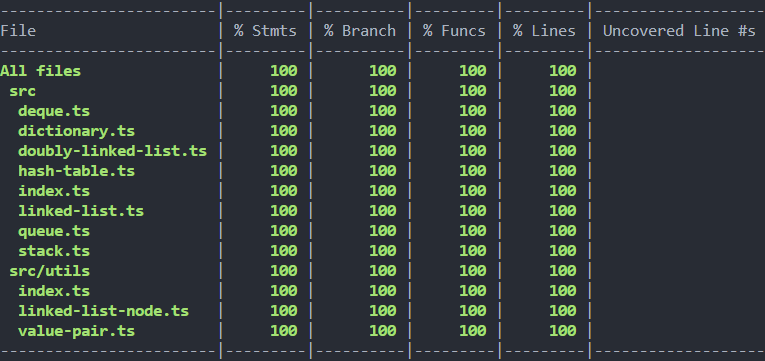 -------------------------|---------|----------|---------|---------|-------------------
File                     | % Stmts | % Branch | % Funcs | % Lines | Uncovered Line #s
-------------------------|---------|----------|---------|---------|-------------------
All files                |     100 |      100 |     100 |     100 |
 src                     |     100 |      100 |     100 |     100 |
  deque.ts               |     100 |      100 |     100 |     100 |
  dictionary.ts          |     100 |      100 |     100 |     100 |
  doubly-linked-list.ts  |     100 |      100 |     100 |     100 |
  hash-table.ts          |     100 |      100 |     100 |     100 |
  index.ts               |     100 |      100 |     100 |     100 |
  linked-list.ts         |     100 |      100 |     100 |     100 |
  queue.ts               |     100 |      100 |     100 |     100 |
  stack.ts               |     100 |      100 |     100 |     100 |
 src/utils               |     100 |      100 |     100 |     100 |
  index.ts               |     100 |      100 |     100 |     100 |
  linked-list-node.ts    |     100 |      100 |     100 |     100 |
  value-pair.ts          |     100 |      100 |     100 |     100 |
-------------------------|---------|----------|---------|---------|-------------------